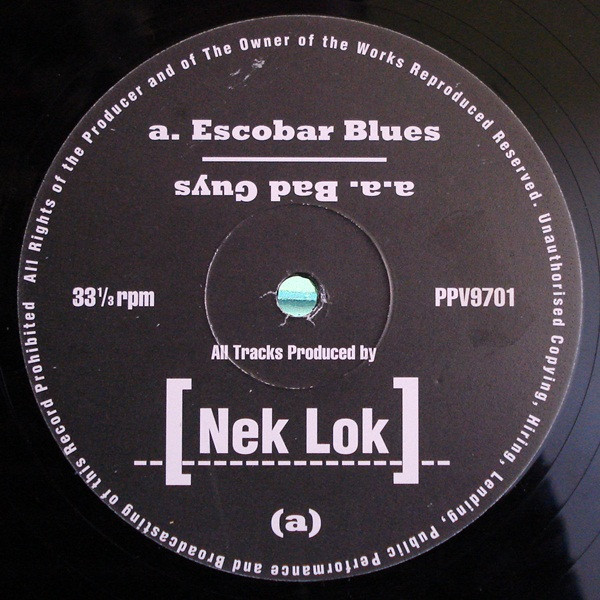 All Rights of the Producer and of The Owner of the Works Reproduced Reserved. Unauthorised Copying, Hiring, Lending, Public Performance and Broadcasting of this Record Prohibited
a. Escobar Blues
a.a. Bad Guys
33 1/3 rpm
PPV9701
All Tracks Produced by
[Nek Lok]
(a)